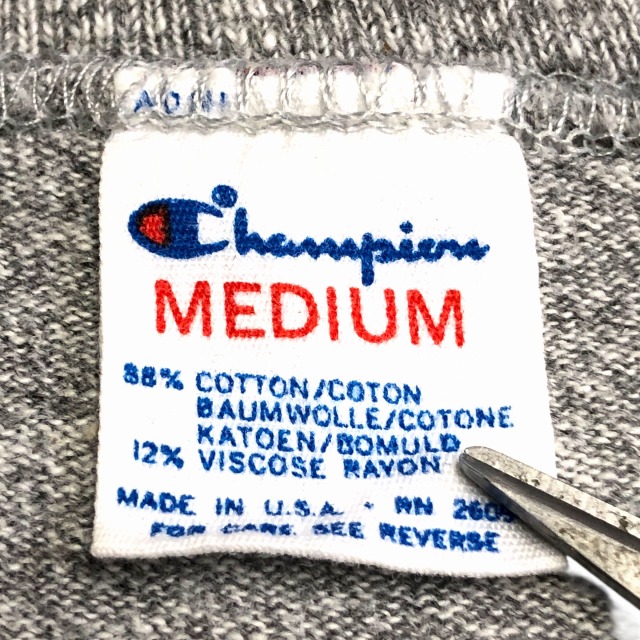 Champion
MEDIUM
88% COTTON/COTON
BAUMWOLLE/COTONE
KATOEN/BOMULD
12% VISCOSE RAYON
MADE IN U.S.A. · RN
FOR CARE SEE REVERSE